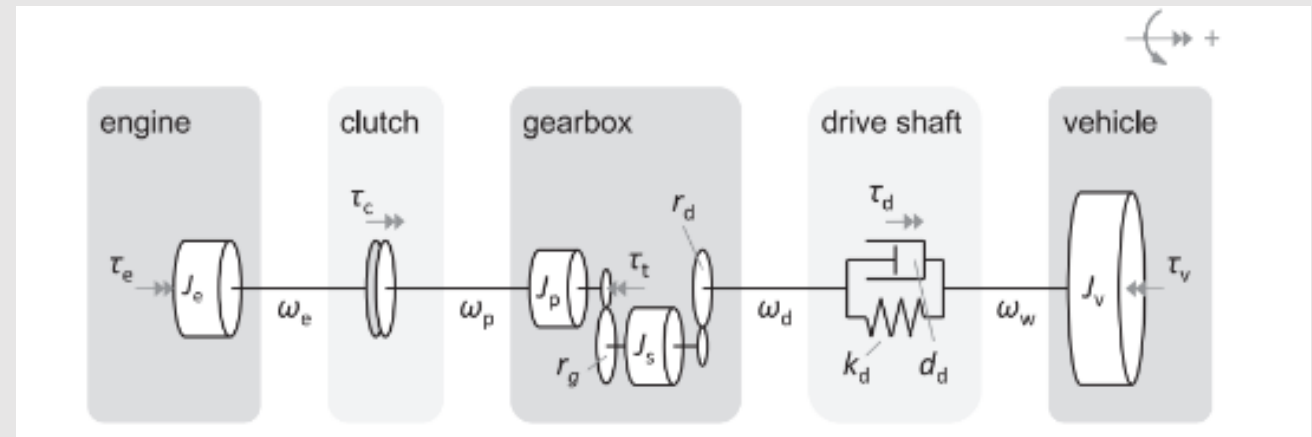 +
engine clutch gearbox drive shaft vehicle
τc rd τd
τe Je τt Jp Js Jv τv
ωe ωp ωd ωw
rg kd dd